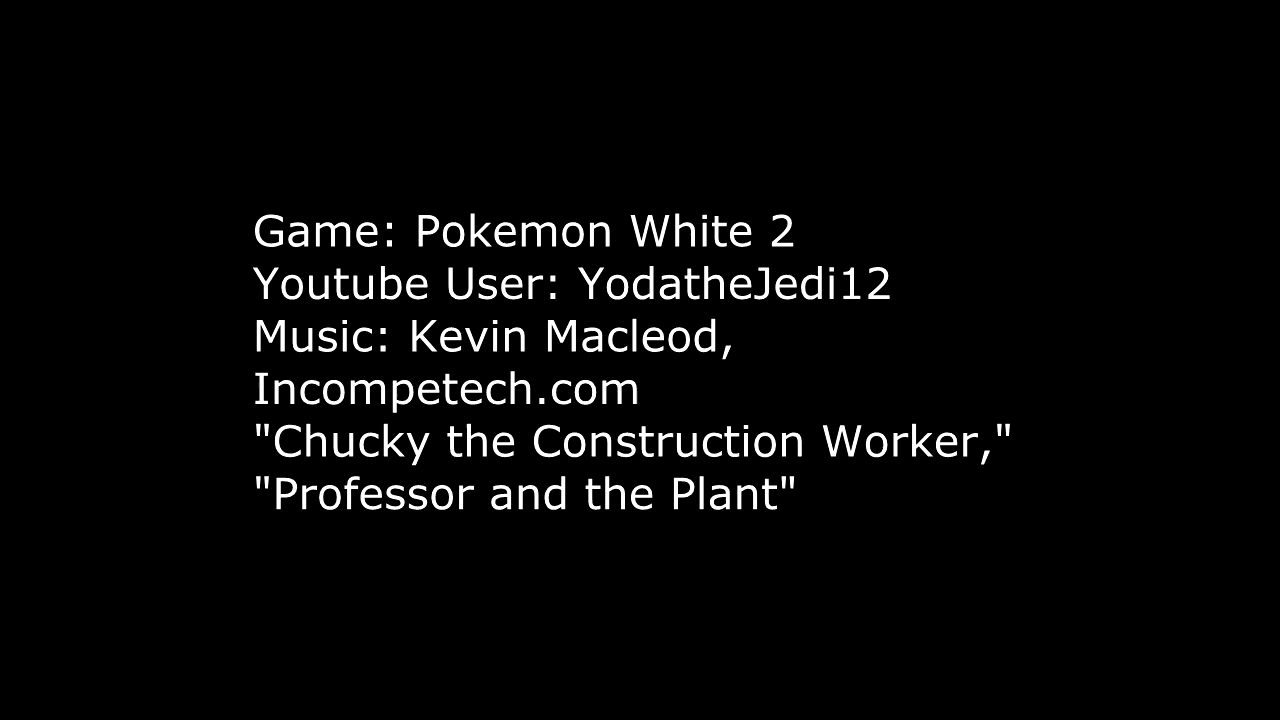 Game: Pokemon White 2
Youtube User: YodatheJedi12
Music: Kevin Macleod,
Incompetech.com
"Chucky the Construction Worker,"
"Professor and the Plant"